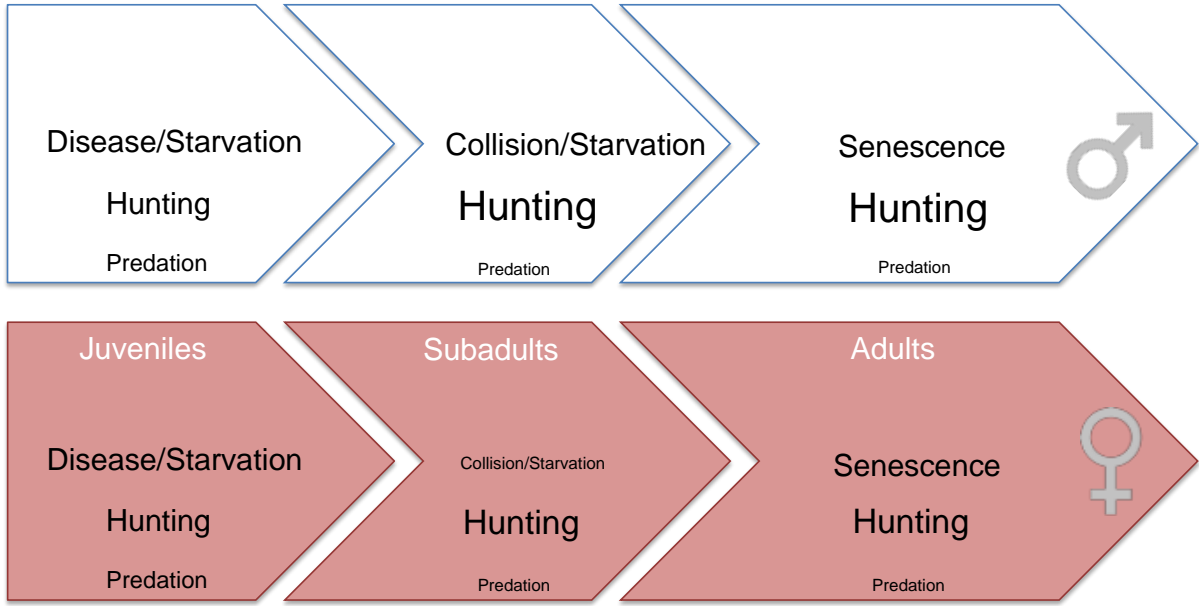 Disease/Starvation
Hunting
Predation
Collision/Starvation
Hunting
Predation
Senescence
Hunting
Predation
Juveniles
Disease/Starvation
Hunting
Predation
Subadults
Collision/Starvation
Hunting
Predation
Adults
Senescence
Hunting
Predation